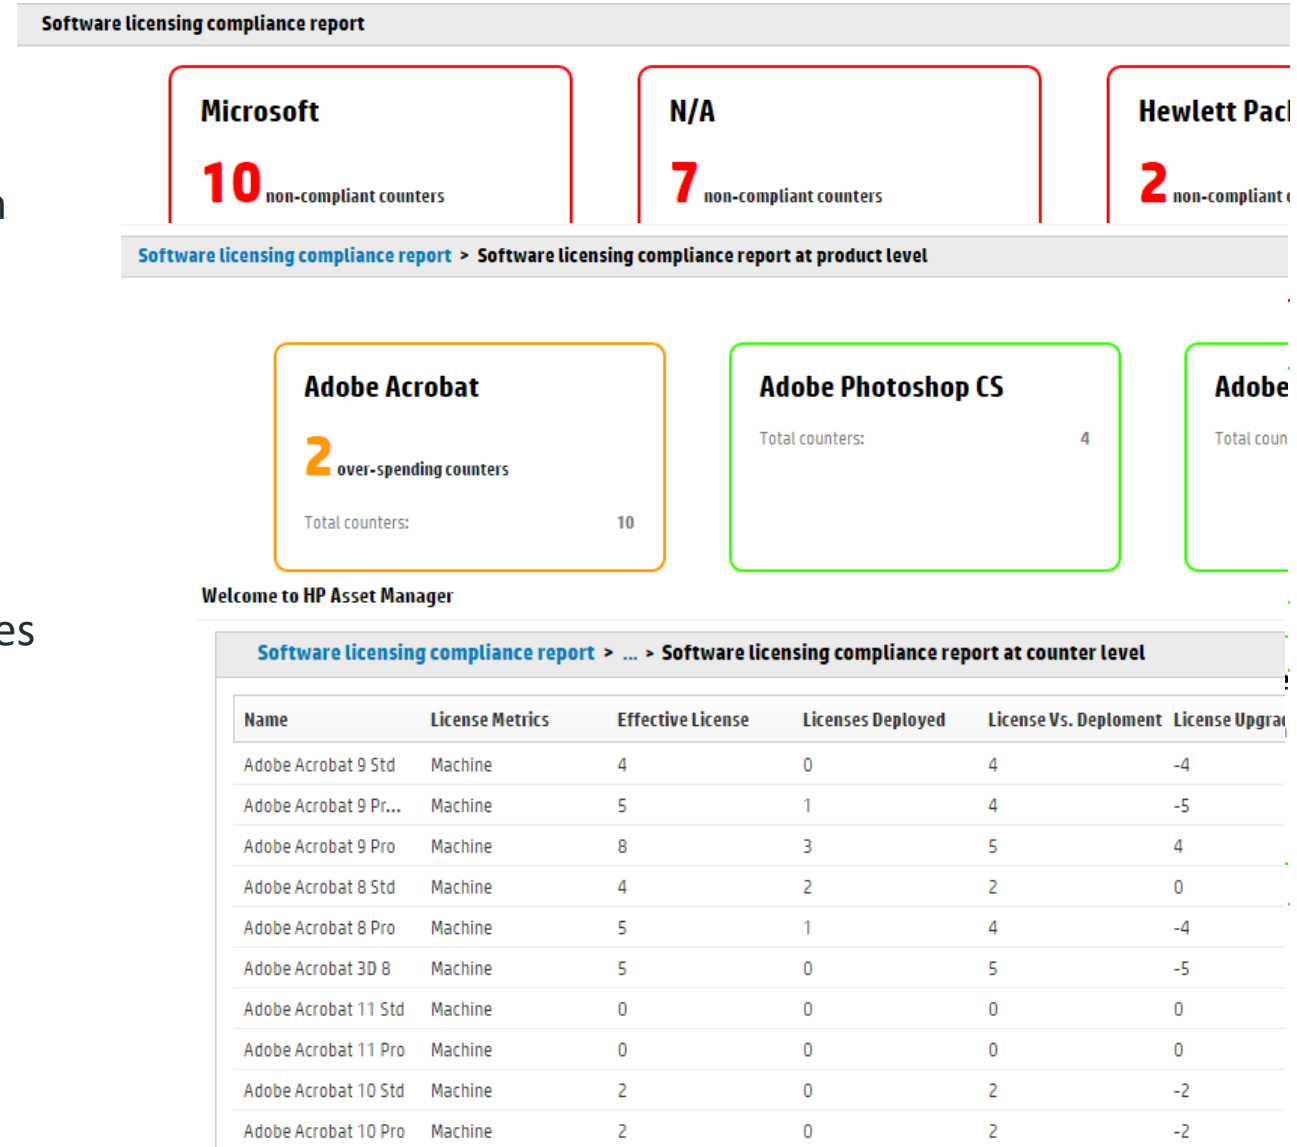 Software licensing compliance report
Microsoft N/A Hewlett
10 non-compliant counters 7 non-compliant counters 2 non-compliant
Software licensing compliance report > Software licensing compliance report at product level
Adobe Acrobat Adobe Photoshop CS Adobe
2 over-spending counters Total counters: 4 Total
Total counters: 10
Welcome to HP Asset Manager
Software licensing compliance report > ... > Software licensing compliance report at counter level
Name License Metrics Effective License Licenses Deployed License Vs. Deploment License
Adobe Acrobat 9 Std Machine 4 0 4 -4
Adobe Acrobat 9 Pr... Machine 5 1 4 -5
Adobe Acrobat 9 Pro Machine 8 3 5 4
Adobe Acrobat 8 Std Machine 4 2 2 0
Adobe Acrobat 8 Pro Machine 5 1 4 -4
Adobe Acrobat 3D 8 Machine 5 0 5 -5
Adobe Acrobat 11 Std Machine 0 0 0 0
Adobe Acrobat 11 Pro Machine 0 0 0 0
Adobe Acrobat 10 Std Machine 2 0 2 -2
Adobe Acrobat 10 Pro Machine 2 0 2 -2